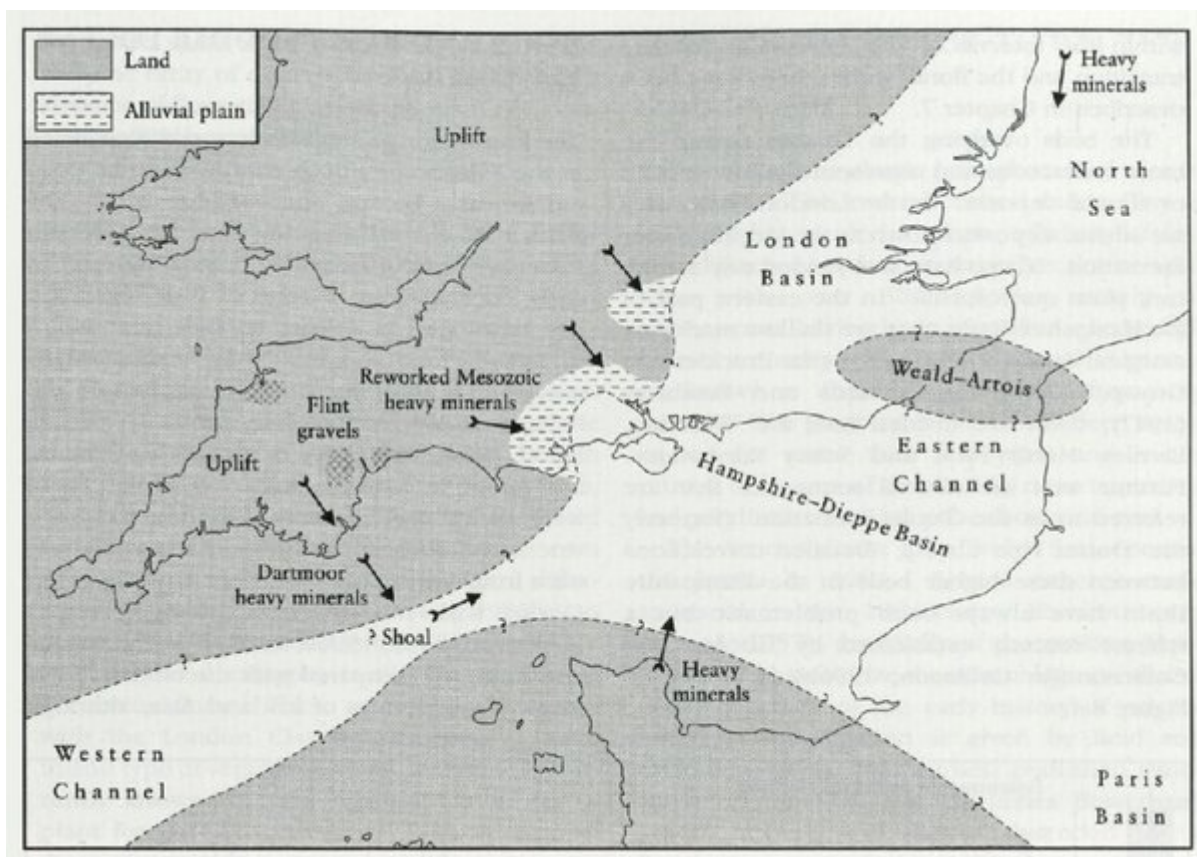 Land
Alluvial plain
Uplift
Heavy
minerals
North
Sea
London
Basin
Reworked Mesozoic
heavy minerals
Weald–Artois
Flint
gravels
Uplift
Eastern
Channel
Hampshire–Dieppe Basin
Dartmoor
heavy minerals
? Shoal
Heavy
minerals
Western
Channel
Paris
Basin
?
?
?
?
?
?
?
?
?
?
?
?
?
?